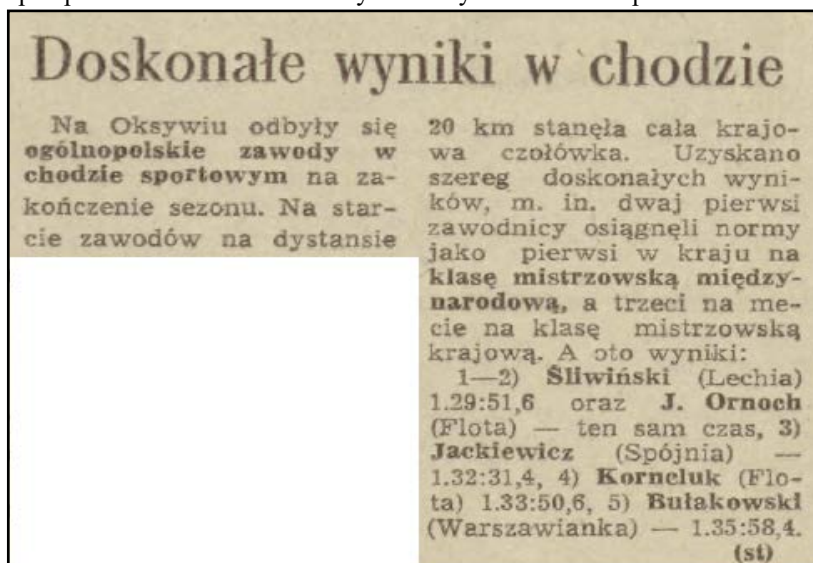 Doskonałe wyniki w chodzie
Na Oksywiu odbyły się
ogólnopolskie zawody w
chodzie sportowym na za-
kończenie sezonu. Na star-
cie zawodów na dystansie
20 km stanęła cała krajo-
wa czołówka. Uzyskano
szereg doskonałych wyni-
ków, m. in. dwaj pierwsi
zawodnicy osiągnęli normy
jako pierwsi w kraju na
klasę mistrzowską między-
narodową, a trzeci na me-
cie na klasę mistrzowską
krajową. A oto wyniki:
1—2) Śliwiński (Lechia)
1.29:51,6 oraz J. Ornoch
(Flota) — ten sam czas, 3)
Jackiewicz (Spójnia) —
1.32:31,4, 4) Korneluk (Flo-
ta) 1.33:50,6, 5) Bułakowski
(Warszawianka) — 1.35:58,4.
(st)